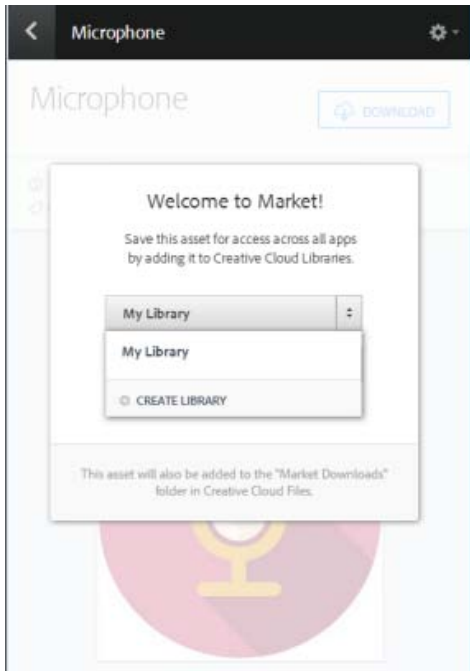 Microphone
Microphone
DOWNLOAD
Welcome to Market!
Save this asset for access across all apps
by adding it to Creative Cloud Libraries.
My Library
My Library
CREATE LIBRARY
This asset will also be added to the "Market Downloads"
folder in Creative Cloud Files.